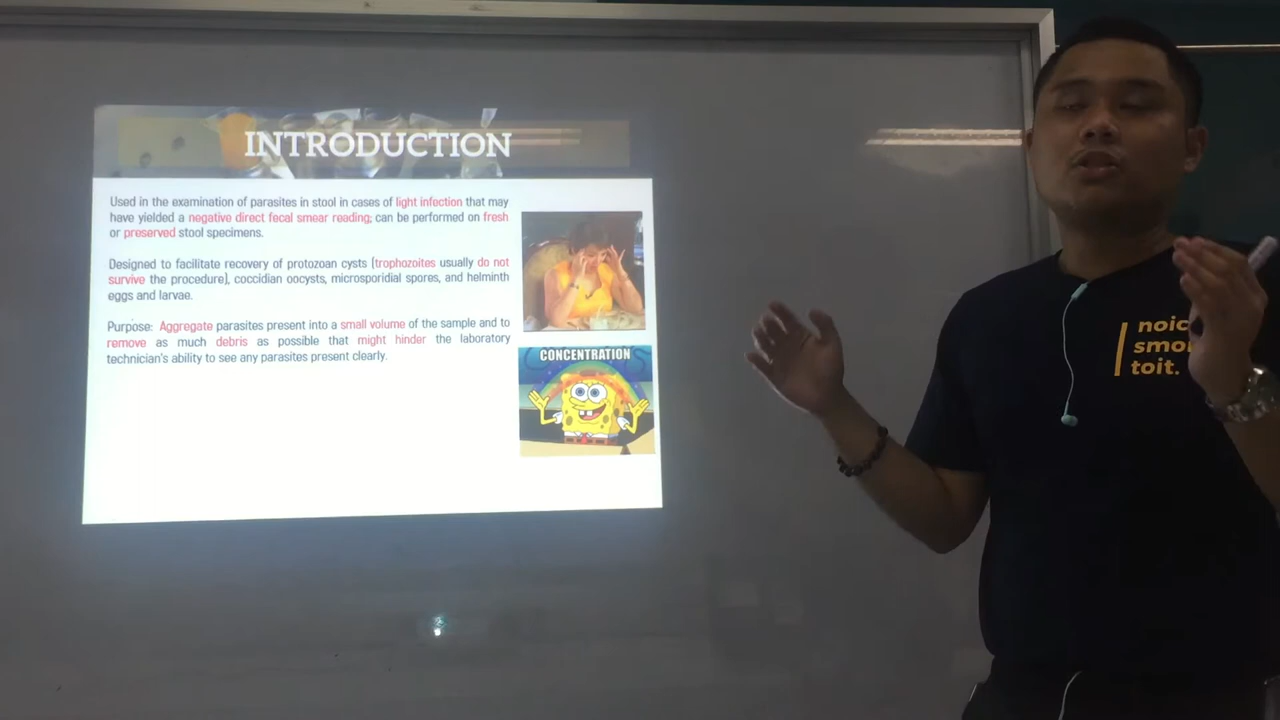 INTRODUCTION
Used in the examination of parasites in stool in cases of light infection that may
have yielded a negative direct fecal smear reading; can be performed on fresh
or preserved stool specimens.
Designed to facilitate recovery of protozoan cysts (trophozoites usually do not
survive the procedure), coccidian oocysts, microsporidial spores, and helminth
eggs and larvae.
Purpose: Aggregate parasites present into a small volume of the sample and to
remove as much debris as possible that might hinder the laboratory
technician's ability to see any parasites present clearly.
CONCENTRATION
noic
smo
toit.